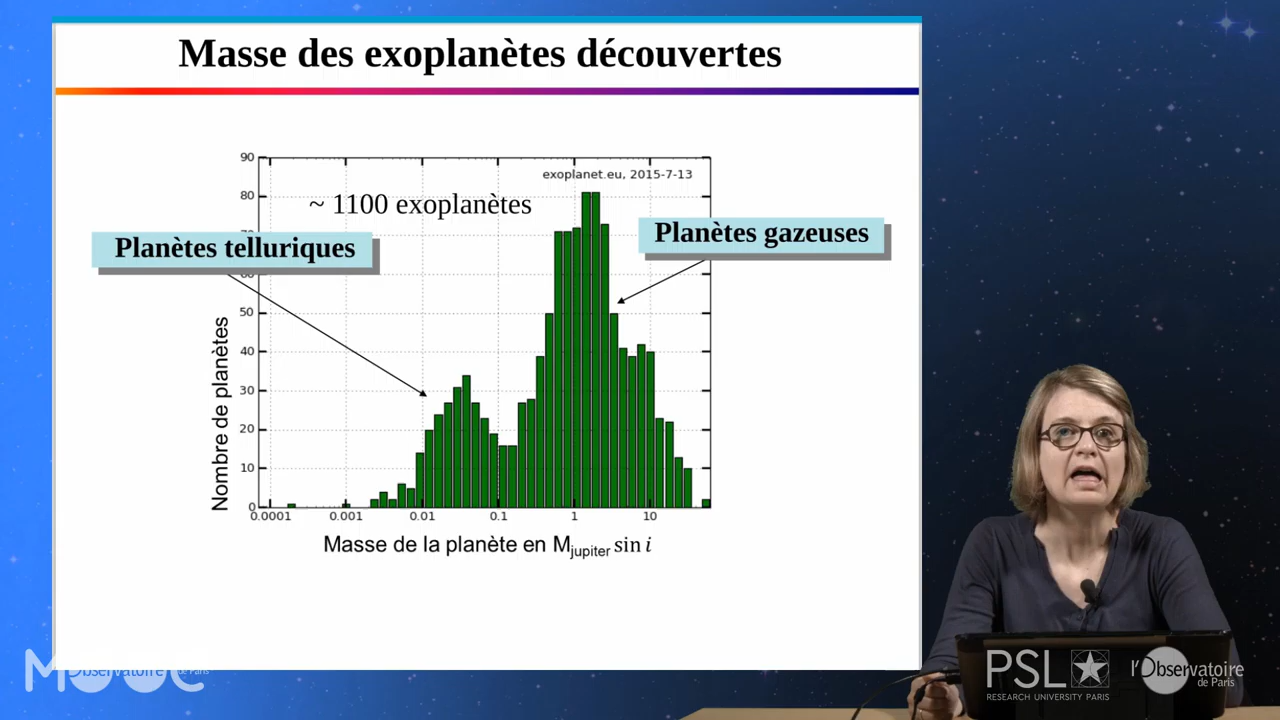 Masse des exoplanètes découvertes
90
exoplanet.eu, 2015-7-13
80
~ 1100 exoplanètes
Planètes gazeuses
70
Planètes telluriques
60
50
40
30
20
10
0
Nombre de planètes
0.0001 0.001 0.01 0.1 1 10
Masse de la planète en Mjupiter sin i
MOOC
l'Observatoire de Paris
PSL
RESEARCH UNIVERSITY PARIS
l'Observatoire
de Paris